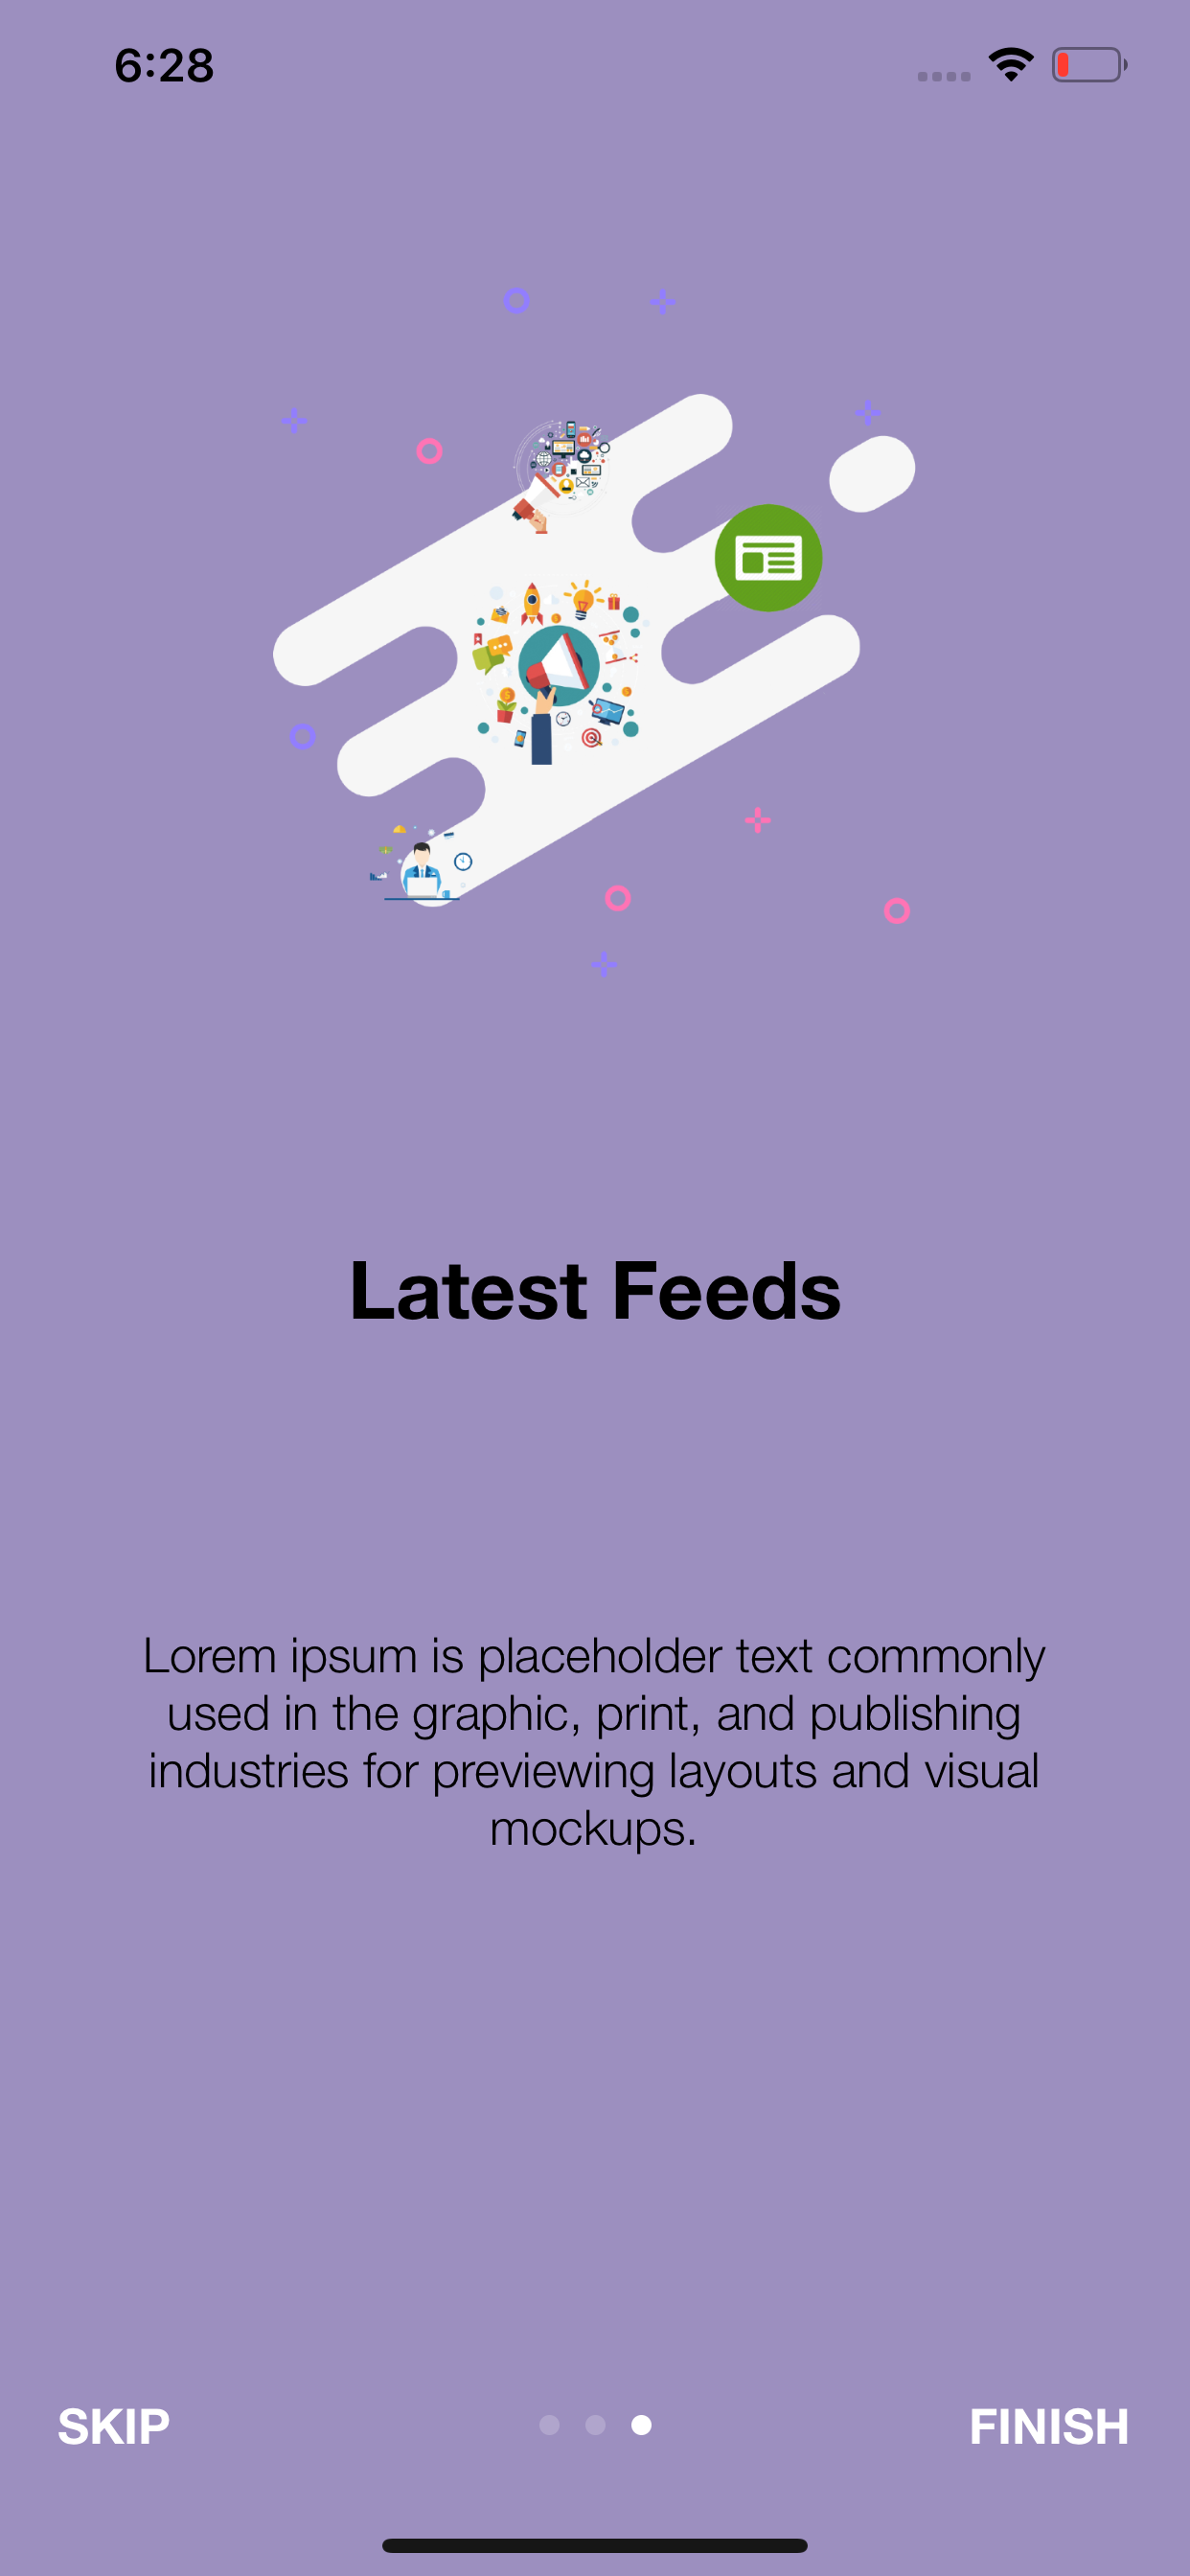 6:28
Latest Feeds
Lorem ipsum is placeholder text commonly
used in the graphic, print, and publishing
industries for previewing layouts and visual
mockups.
SKIP
FINISH